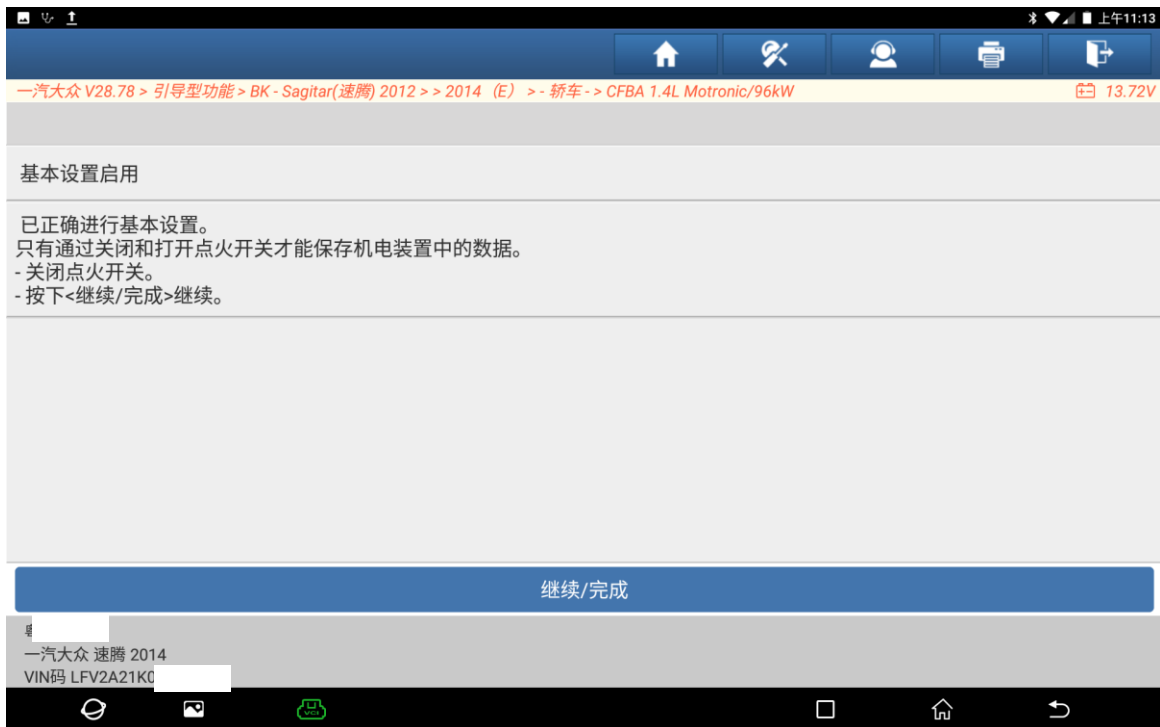 上午11:13
一汽大众 V28.78 > 引导型功能 > BK - Sagitar(速腾) 2012 > > 2014（E） > - 轿车 - > CFBA 1.4L Motronic/96kW
13.72V
基本设置启用
已正确进行基本设置。
只有通过关闭和打开点火开关才能保存机电装置中的数据。
- 关闭点火开关。
- 按下<继续/完成>继续。
继续/完成
一汽大众 速腾 2014
VIN码 LFV2A21K0
VCI